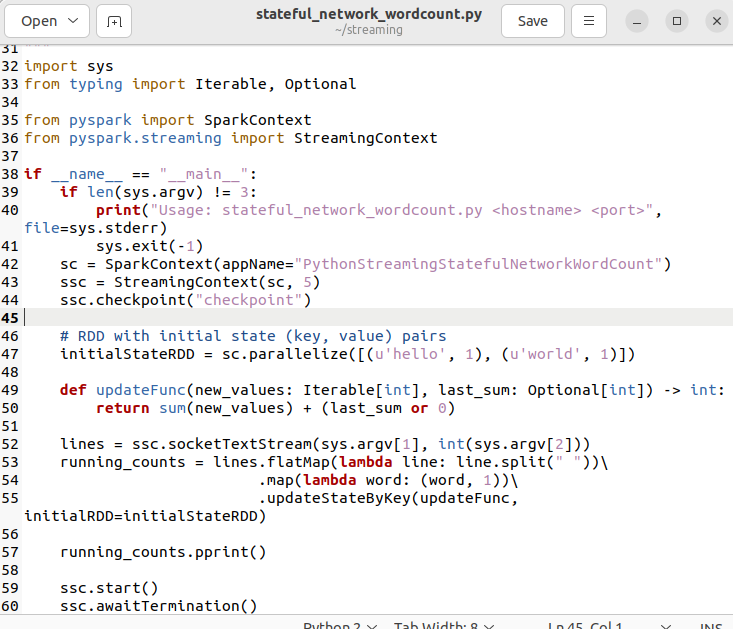 Open
stateful_network_wordcount.py
~/streaming
Save
31
32 import sys
33 from typing import Iterable, Optional
34
35 from pyspark import SparkContext
36 from pyspark.streaming import StreamingContext
37
38 if __name__ == "__main__":
39     if len(sys.argv) != 3:
40         print("Usage: stateful_network_wordcount.py <hostname> <port>",
file=sys.stderr)
41         sys.exit(-1)
42     sc = SparkContext(appName="PythonStreamingStatefulNetworkWordCount")
43     ssc = StreamingContext(sc, 5)
44     ssc.checkpoint("checkpoint")
45
46     # RDD with initial state (key, value) pairs
47     initialStateRDD = sc.parallelize([(u'hello', 1), (u'world', 1)])
48
49     def updateFunc(new_values: Iterable[int], last_sum: Optional[int]) -> int:
50         return sum(new_values) + (last_sum or 0)
51
52     lines = ssc.socketTextStream(sys.argv[1], int(sys.argv[2]))
53     running_counts = lines.flatMap(lambda line: line.split(" "))\
54                           .map(lambda word: (word, 1))\
55                           .updateStateByKey(updateFunc,
initialRDD=initialStateRDD)
56
57     running_counts.pprint()
58
59     ssc.start()
60     ssc.awaitTermination()
Python 2 Tab Width: 8 Ln 45, Col 1 INS